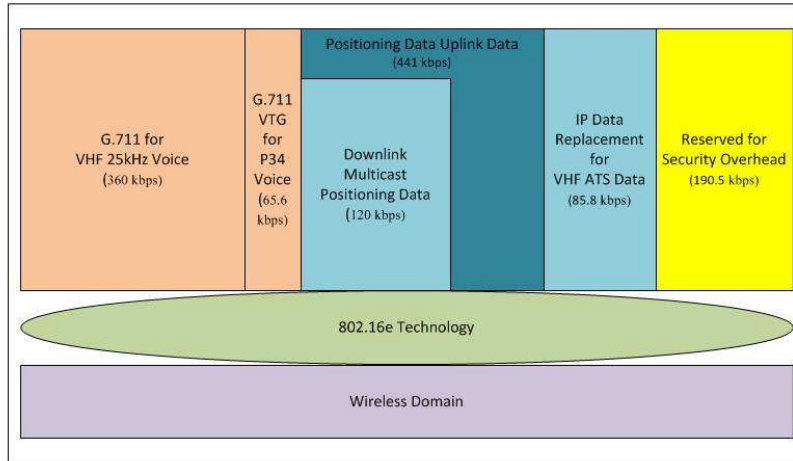 G.711 for
VHF 25kHz Voice
(360 kbps)
G.711
VTG
for
P34
Voice
(65.6
kbps)
Positioning Data Uplink Data
(441 kbps)
Downlink
Multicast
Positioning Data
(120 kbps)
IP Data
Replacement
for
VHF ATS Data
(85.8 kbps)
Reserved for
Security Overhead
(190.5 kbps)
802.16e Technology
Wireless Domain